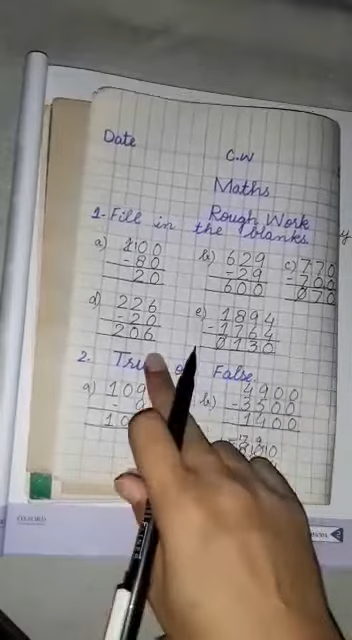 Date
C.W
Maths
Rough Work
1- Fill in the blanks.
a) 100 b) 629 c) 770
- 80 - 29 - 700
20 600 070
d) 226 e) 1894
- 20 - 1764
206 0130
2. or False
a) 109 b) 4900
- 3500
1400
OXFORD